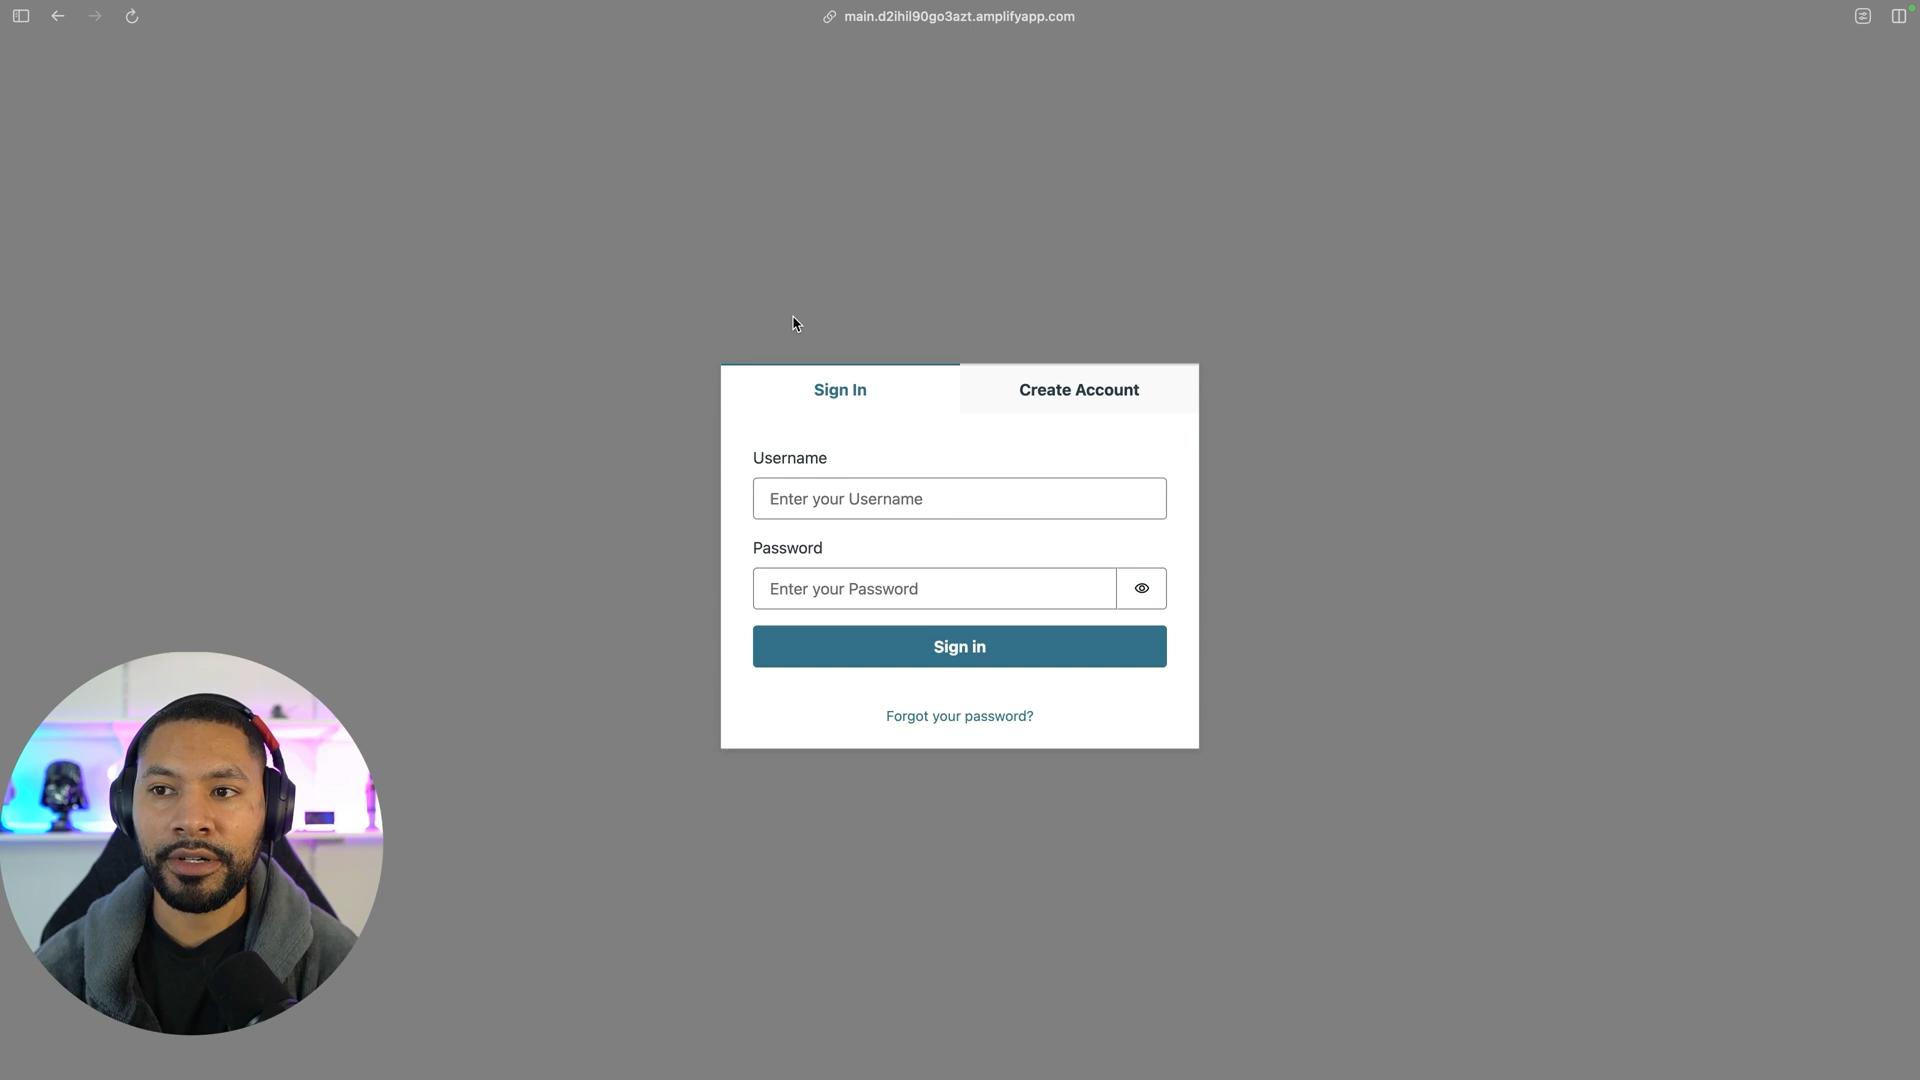 main.d2ihil90go3azt.amplifyapp.com
Sign In
Create Account
Username
Enter your Username
Password
Enter your Password
Sign in
Forgot your password?